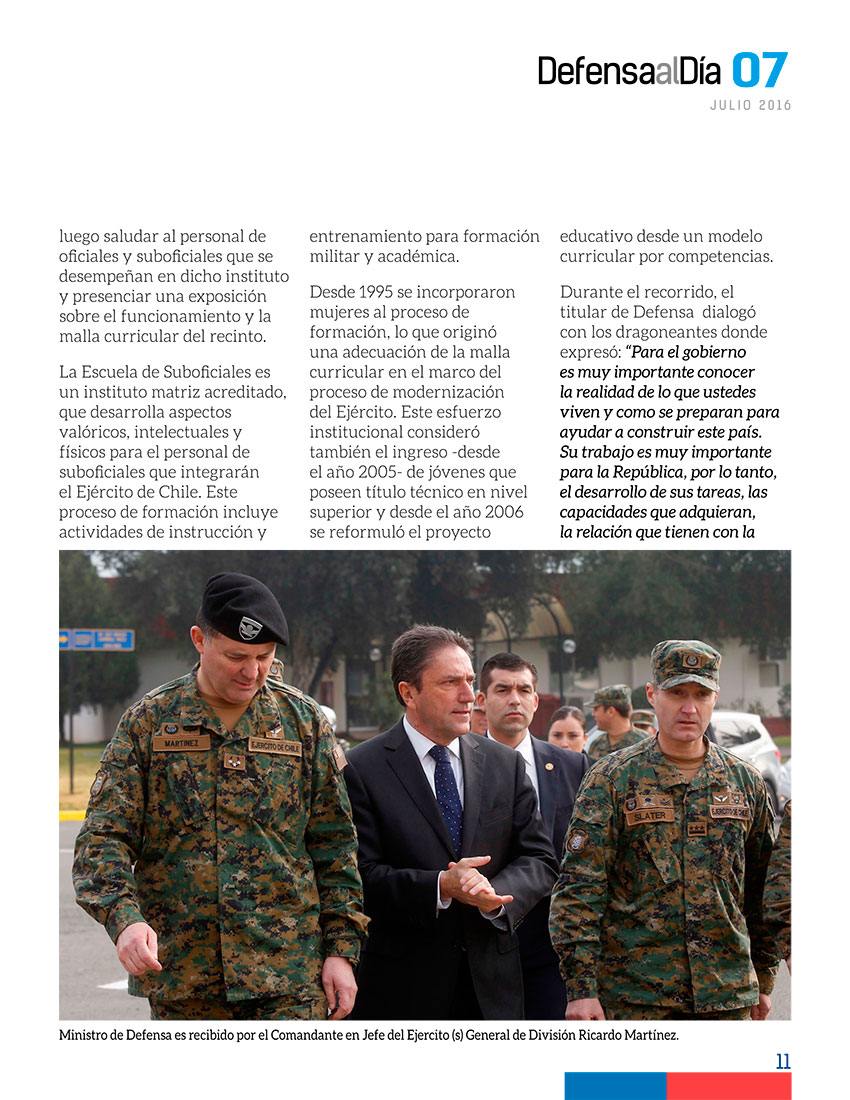 DefensaalDía 07
JULIO 2016
luego saludar al personal de
oficiales y suboficiales que se
desempeñan en dicho instituto
y presenciar una exposición
sobre el funcionamiento y la
malla curricular del recinto.
La Escuela de Suboficiales es
un instituto matriz acreditado,
que desarrolla aspectos
valóricos, intelectuales y
físicos para el personal de
suboficiales que integrarán
el Ejército de Chile. Este
proceso de formación incluye
actividades de instrucción y
entrenamiento para formación
militar y académica.
Desde 1995 se incorporaron
mujeres al proceso de
formación, lo que originó
una adecuación de la malla
curricular en el marco del
proceso de modernización
del Ejército. Este esfuerzo
institucional consideró
también el ingreso -desde
el año 2005- de jóvenes que
poseen título técnico en nivel
superior y desde el año 2006
se reformuló el proyecto
educativo desde un modelo
curricular por competencias.
Durante el recorrido, el
titular de Defensa dialogó
con los dragoneantes donde
expresó: “Para el gobierno
es muy importante conocer
la realidad de lo que ustedes
viven y como se preparan para
ayudar a construir este país.
Su trabajo es muy importante
para la República, por lo tanto,
el desarrollo de sus tareas, las
capacidades que adquieran,
la relación que tienen con la
MARTINEZ
EJERCITO DE CHILE
SLATER
EJERCITO DE CHILE
Ministro de Defensa es recibido por el Comandante en Jefe del Ejercito (s) General de División Ricardo Martínez.
11